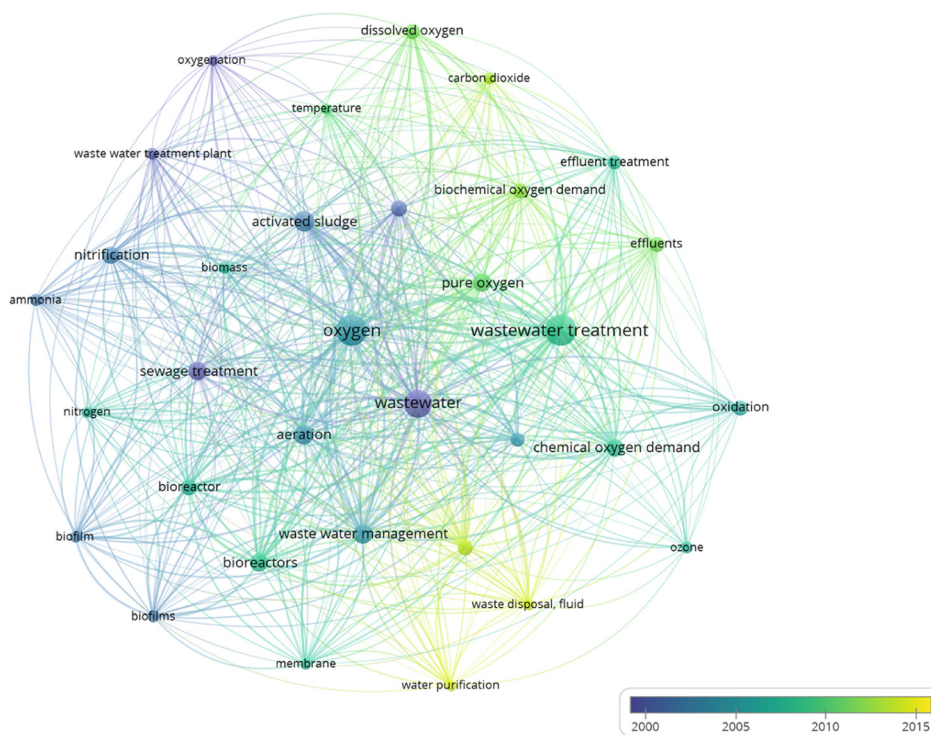 dissolved oxygen
oxygenation
carbon dioxide
temperature
waste water treatment plant
effluent treatment
biochemical oxygen demand
activated sludge
effluents
nitrification
biomass
pure oxygen
ammonia
oxygen
wastewater treatment
sewage treatment
wastewater
oxidation
nitrogen
aeration
chemical oxygen demand
bioreactor
waste water management
biofilm
ozone
bioreactors
waste disposal, fluid
biofilms
membrane
water purification
2000 2005 2010 2015